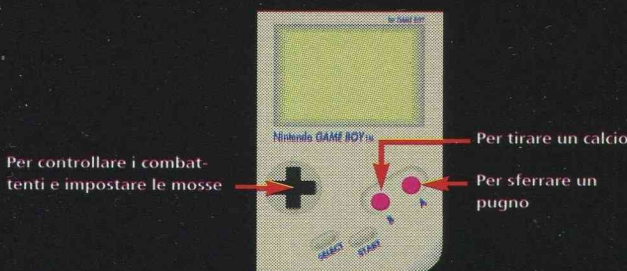 Nintendo GAME BOY TM
Per tirare un calcio
Per controllare i combat-
tenti e impostare le mosse
Per sferrare un
pugno
B A
SELECT START